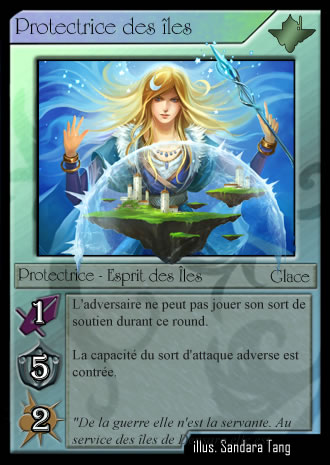 Protectrice des îles
Protectrice - Esprit des Îles Glace
1
L'adversaire ne peut pas jouer son sort de
soutien durant ce round.
5
La capacité du sort d'attaque adverse est
contrée.
2
"De la guerre elle n'est la servante. Au
service des îles de
illus. Sandara Tang